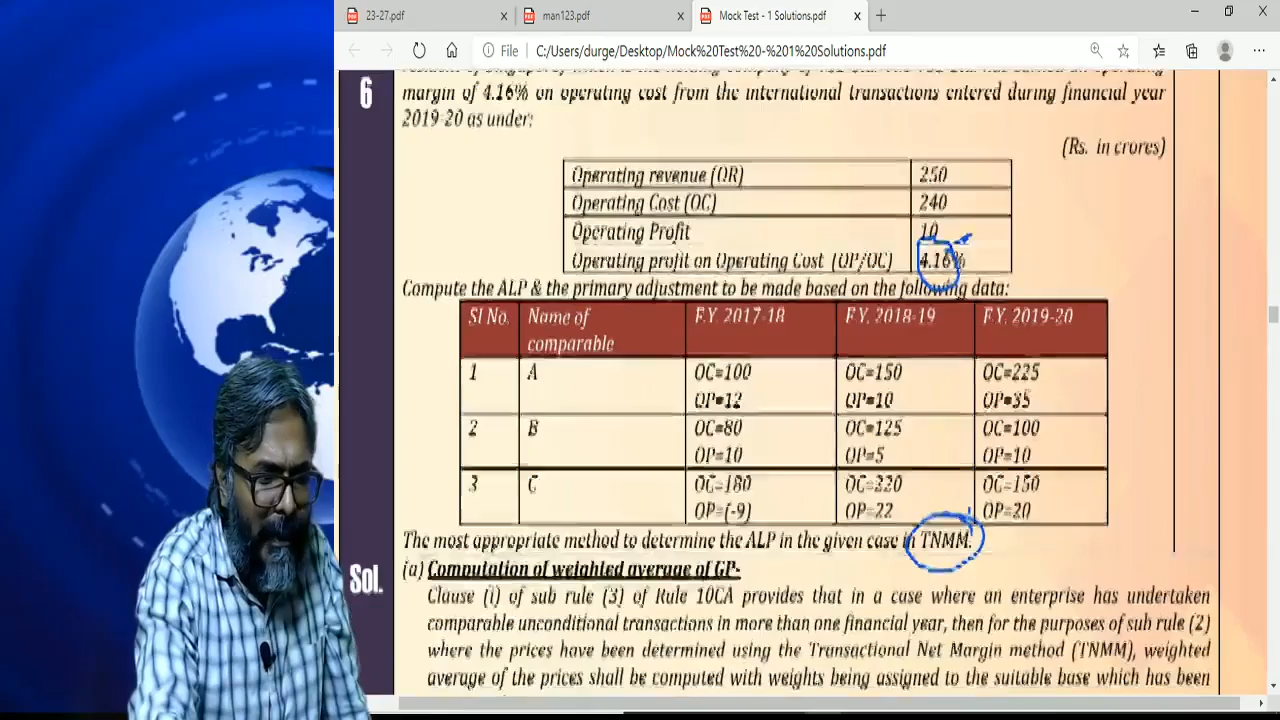 23-27.pdf
man123.pdf
Mock Test - 1 Solutions.pdf
File
C:/Users/durge/Desktop/Mock%20Test%20-%201%20Solutions.pdf
6
margin of 4.16% on operating cost from the international transactions entered during financial year
2019-20 as under:
(Rs. in crores)
Operating revenue (OR) 250
Operating Cost (OC) 240
Operating Profit 10
Operating profit on Operating Cost (OP/OC) 4.16%
Compute the ALP & the primary adjustment to be made based on the following data:
Sl No. Name of comparable F.Y. 2017-18 F.Y. 2018-19 F.Y. 2019-20
1 A OC=100 OC=150 OC=225
OP=12 OP=10 OP=35
2 B OC=80 OC=125 OC=100
OP=10 OP=5 OP=10
3 C OC=180 OC=220 OC=150
OP=(-9) OP=22 OP=20
The most appropriate method to determine the ALP in the given case in TNMM.
Sol.
(a) Computation of weighted average of GP-
Clause (i) of sub rule (3) of Rule 10CA provides that in a case where an enterprise has undertaken
comparable unconditional transactions in more than one financial year, then for the purposes of sub rule (2)
where the prices have been determined using the Transactional Net Margin method (TNMM), weighted
average of the prices shall be computed with weights being assigned to the suitable base which has been